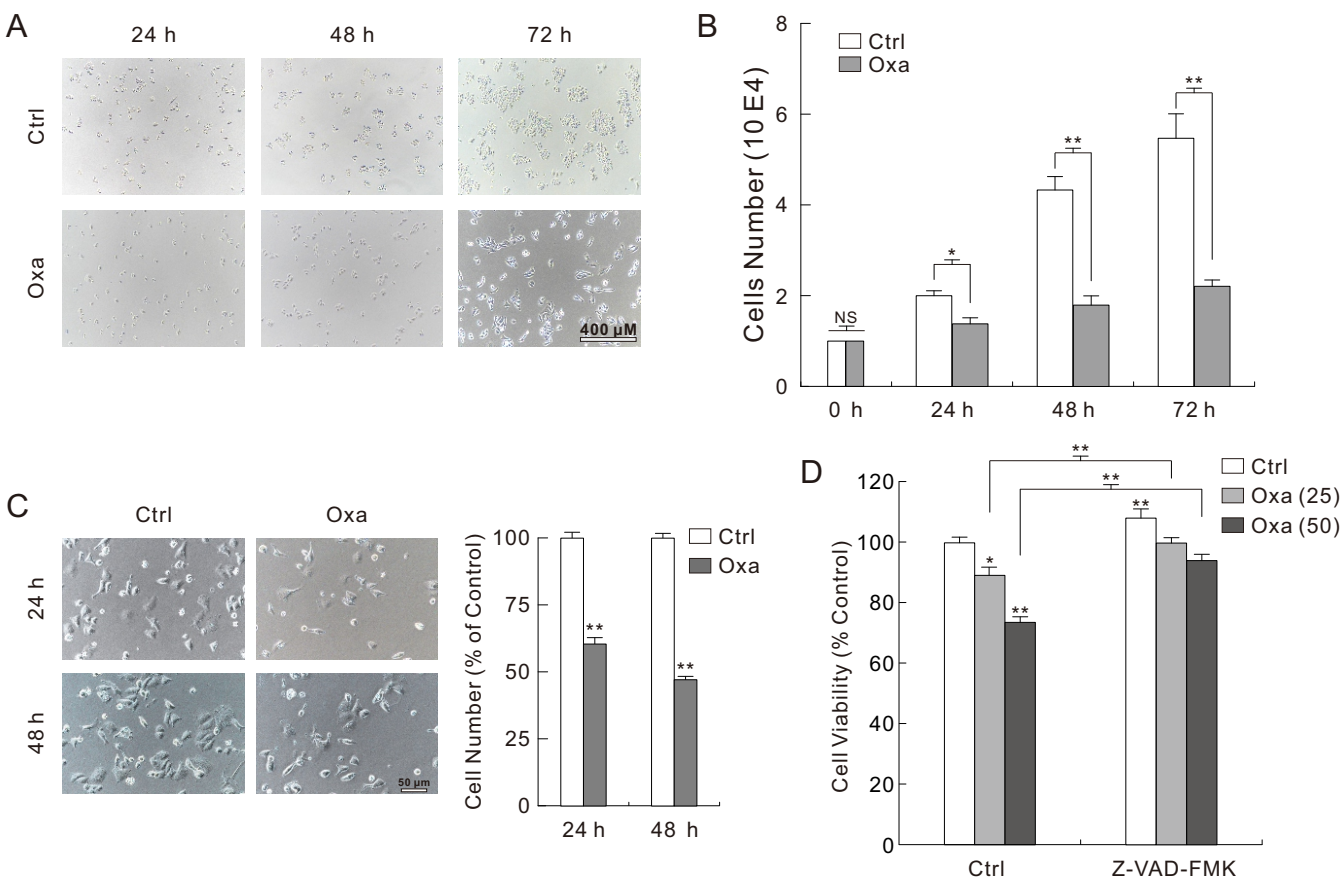 A
24 h
48 h
72 h
Ctrl
Oxa
400 µM
B
Cells Number (10 E4)
8
6
4
2
0
Ctrl
Oxa
NS
*
**
**
0 h
24 h
48 h
72 h
C
Ctrl
Oxa
24 h
48 h
50 µm
Cell Number (% of Control)
100
75
50
25
0
Ctrl
Oxa
**
**
24 h
48 h
D
Cell Viability (% Control)
120
100
80
60
40
20
0
**
**
*
**
**
Ctrl
Oxa (25)
Oxa (50)
Ctrl
Z-VAD-FMK